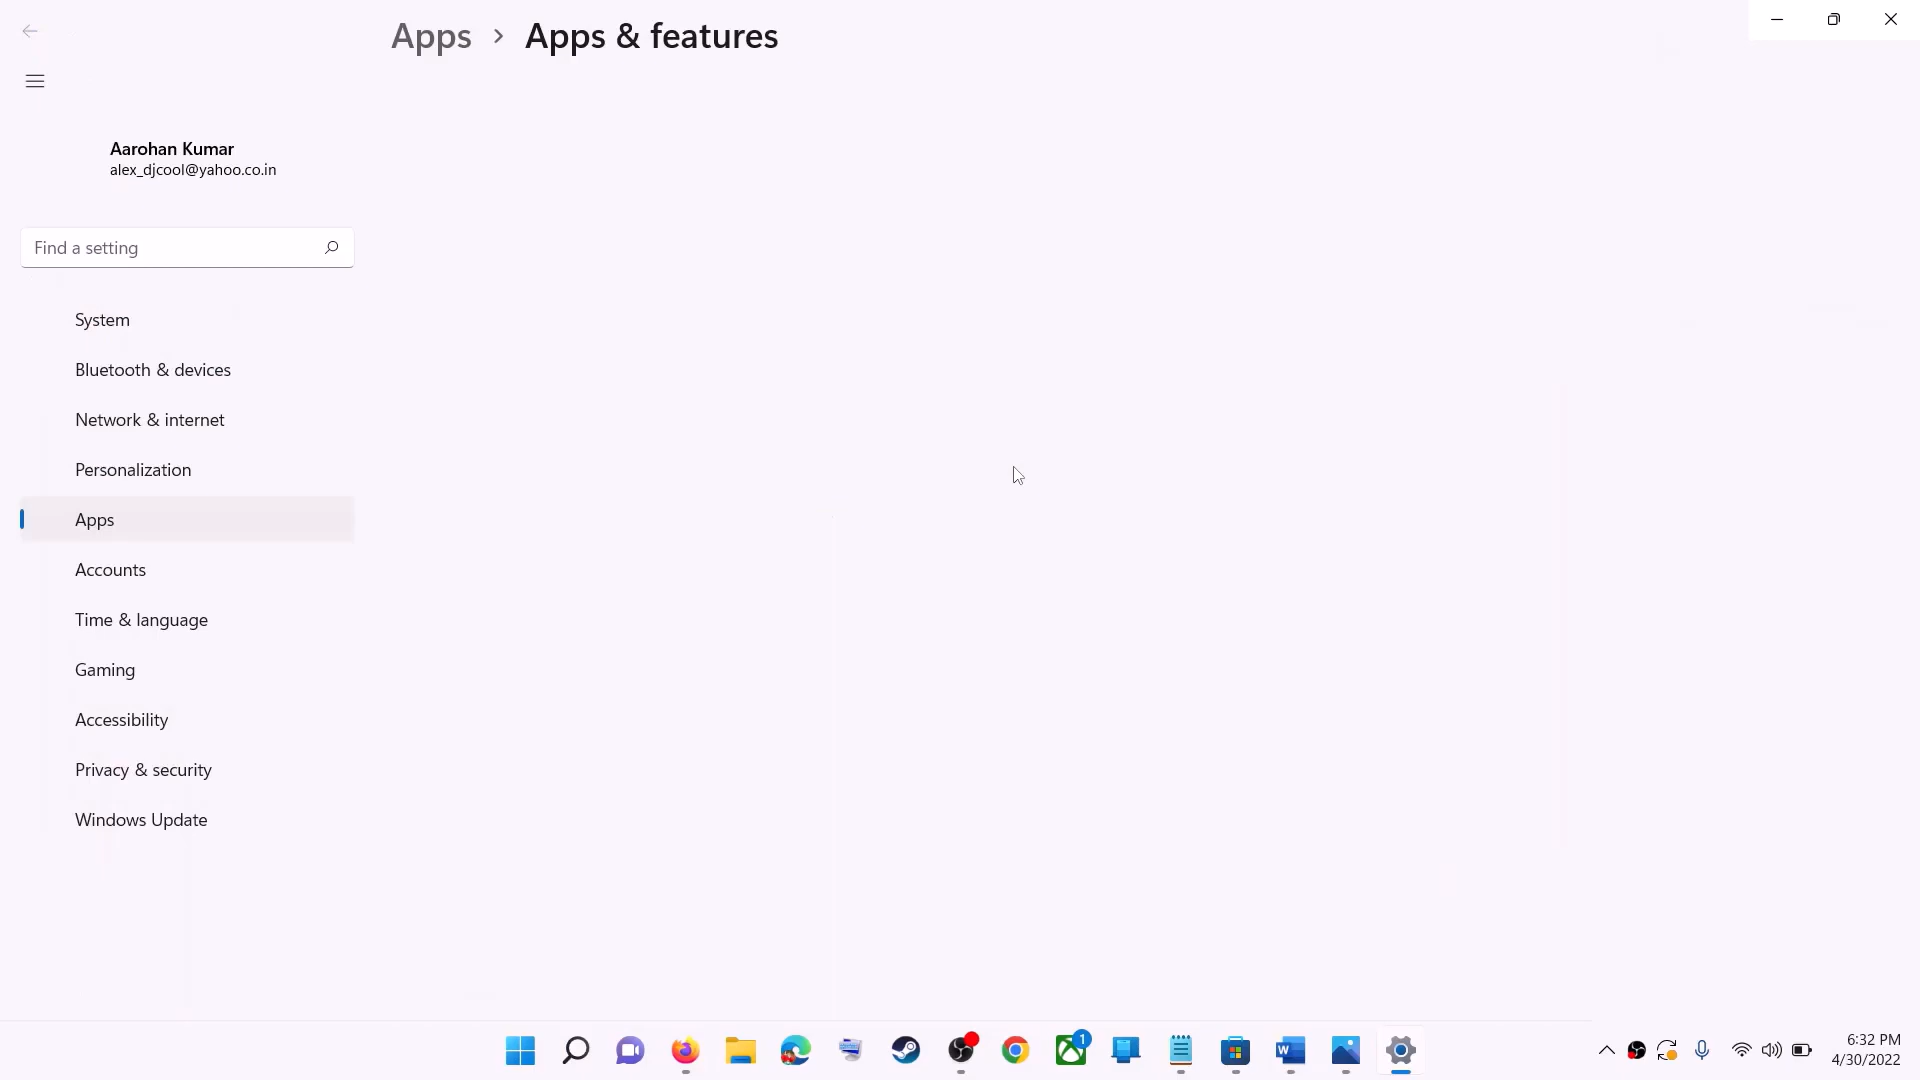 Apps > Apps & features
Aarohan Kumar
alex_djcool@yahoo.co.in
Find a setting
System
Bluetooth & devices
Network & internet
Personalization
Apps
Accounts
Time & language
Gaming
Accessibility
Privacy & security
Windows Update
1
6:32 PM
4/30/2022